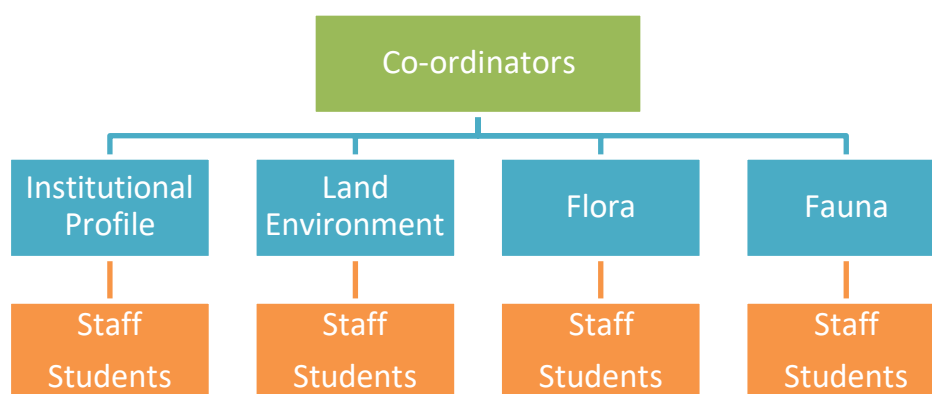 Co-ordinators
Institutional
Profile
Land
Environment
Flora
Fauna
Staff
Students
Staff
Students
Staff
Students
Staff
Students